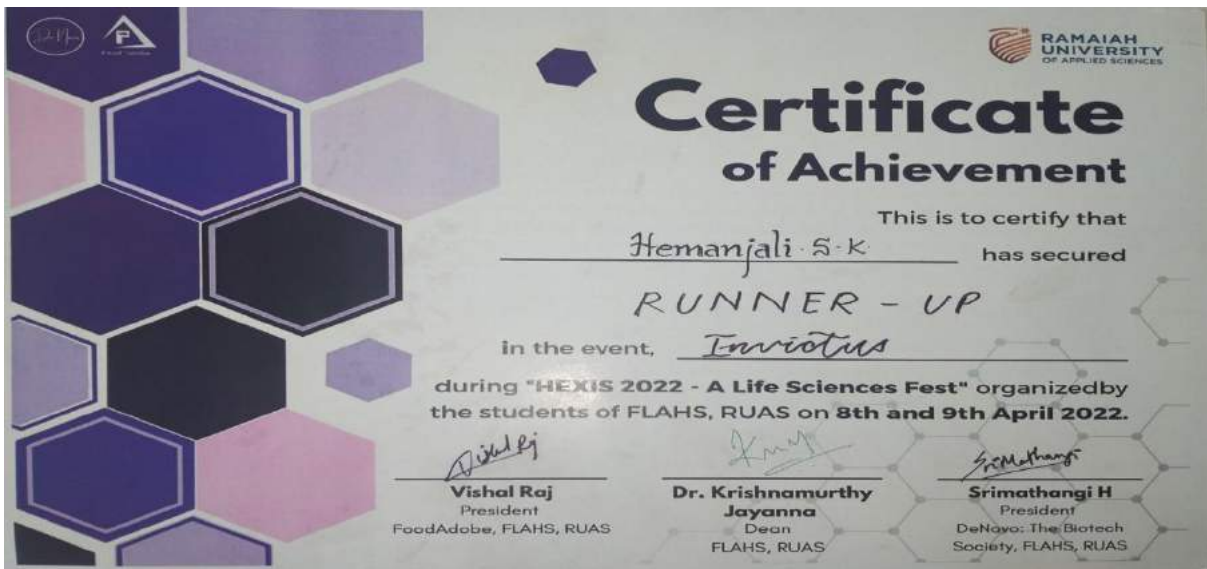 RAMAIAH
UNIVERSITY
OF APPLIED SCIENCES
Certificate
of Achievement
This is to certify that
Hemanjali. S. K. has secured
RUNNER - UP
in the event, Invictus
during "HEXIS 2022 - A Life Sciences Fest" organizedby
the students of FLAHS, RUAS on 8th and 9th April 2022.
Vishal Raj
SriMathangi
Vishal Raj
President
FoodAdobe, FLAHS, RUAS
Dr. Krishnamurthy
Jayanna
Dean
FLAHS, RUAS
Srimathangi H
President
DeNovo: The Biotech
Society, FLAHS, RUAS